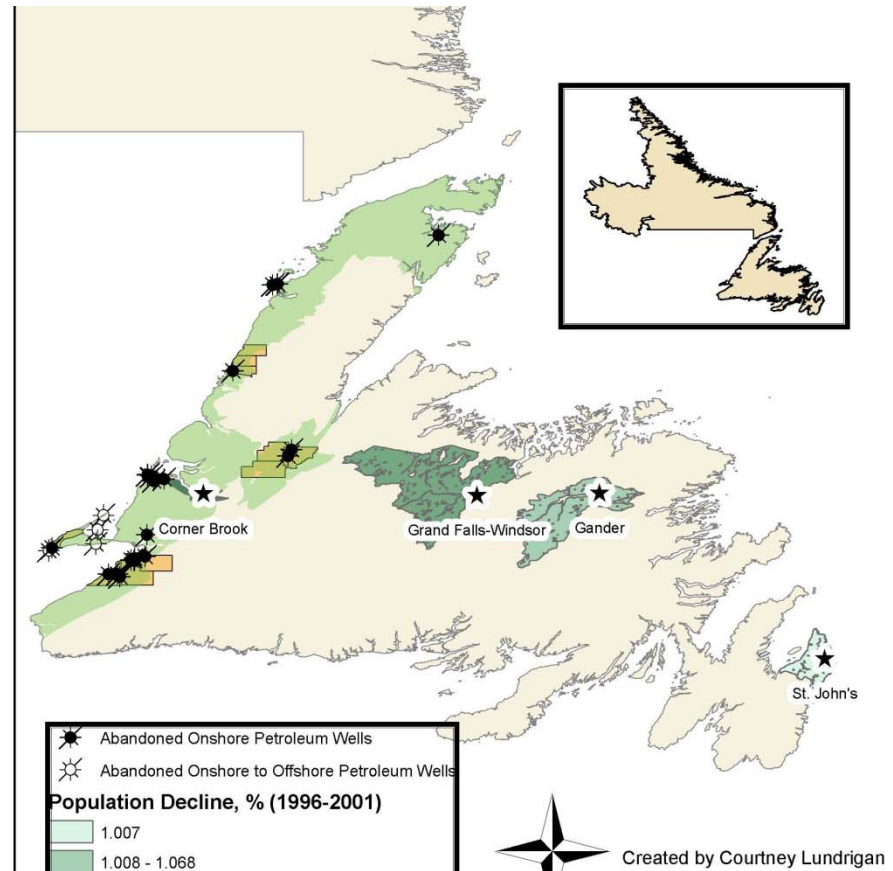 Corner Brook
Grand Falls-Windsor
Gander
St. John's
Abandoned Onshore Petroleum Wells
Abandoned Onshore to Offshore Petroleum Wells
Population Decline, % (1996-2001)
1.007
1.008 - 1.068
Created by Courtney Lundrigan